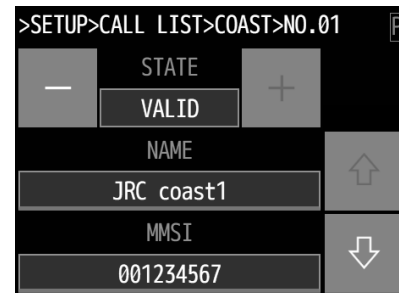 >SETUP>CALL LIST>COAST>NO.01
STATE
− VALID +
NAME
JRC coast1
MMSI
001234567